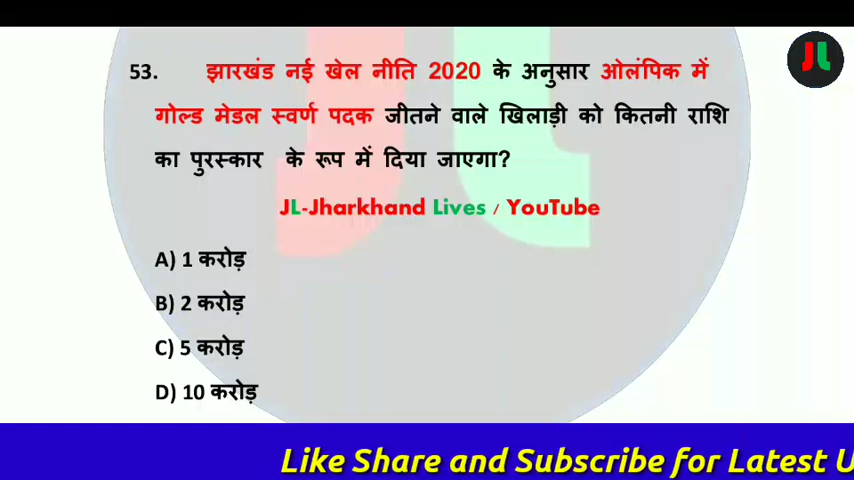 JL
53. झारखंड नई खेल नीति 2020 के अनुसार ओलंपिक में
गोल्ड मेडल स्वर्ण पदक जीतने वाले खिलाड़ी को कितनी राशि
का पुरस्कार के रूप में दिया जाएगा?
JL-Jharkhand Lives / YouTube
A) 1 करोड़
B) 2 करोड़
C) 5 करोड़
D) 10 करोड़
Like Share and Subscribe for Latest U